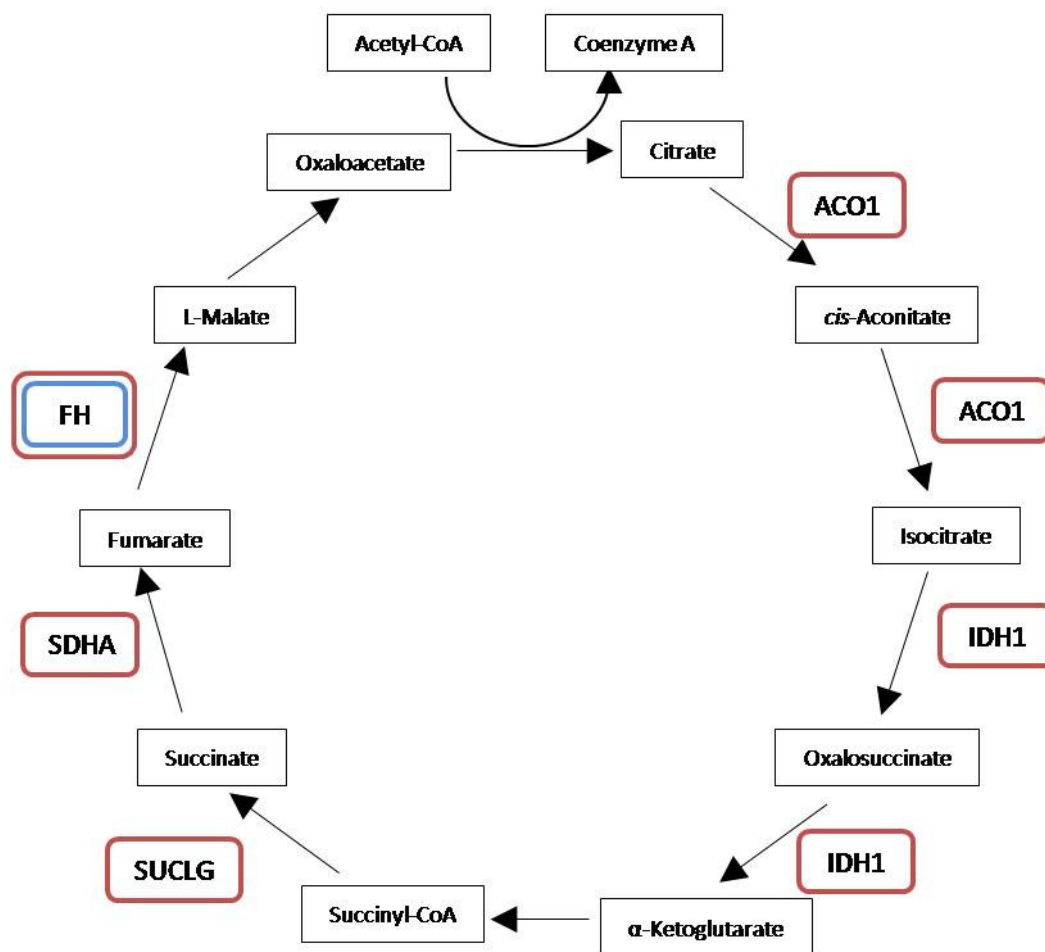 Acetyl-CoA
Coenzyme A
Oxaloacetate
Citrate
ACO1
L-Malate
cis-Aconitate
FH
ACO1
Fumarate
Isocitrate
SDHA
IDH1
Succinate
Oxalosuccinate
SUCLG
IDH1
Succinyl-CoA
α-Ketoglutarate